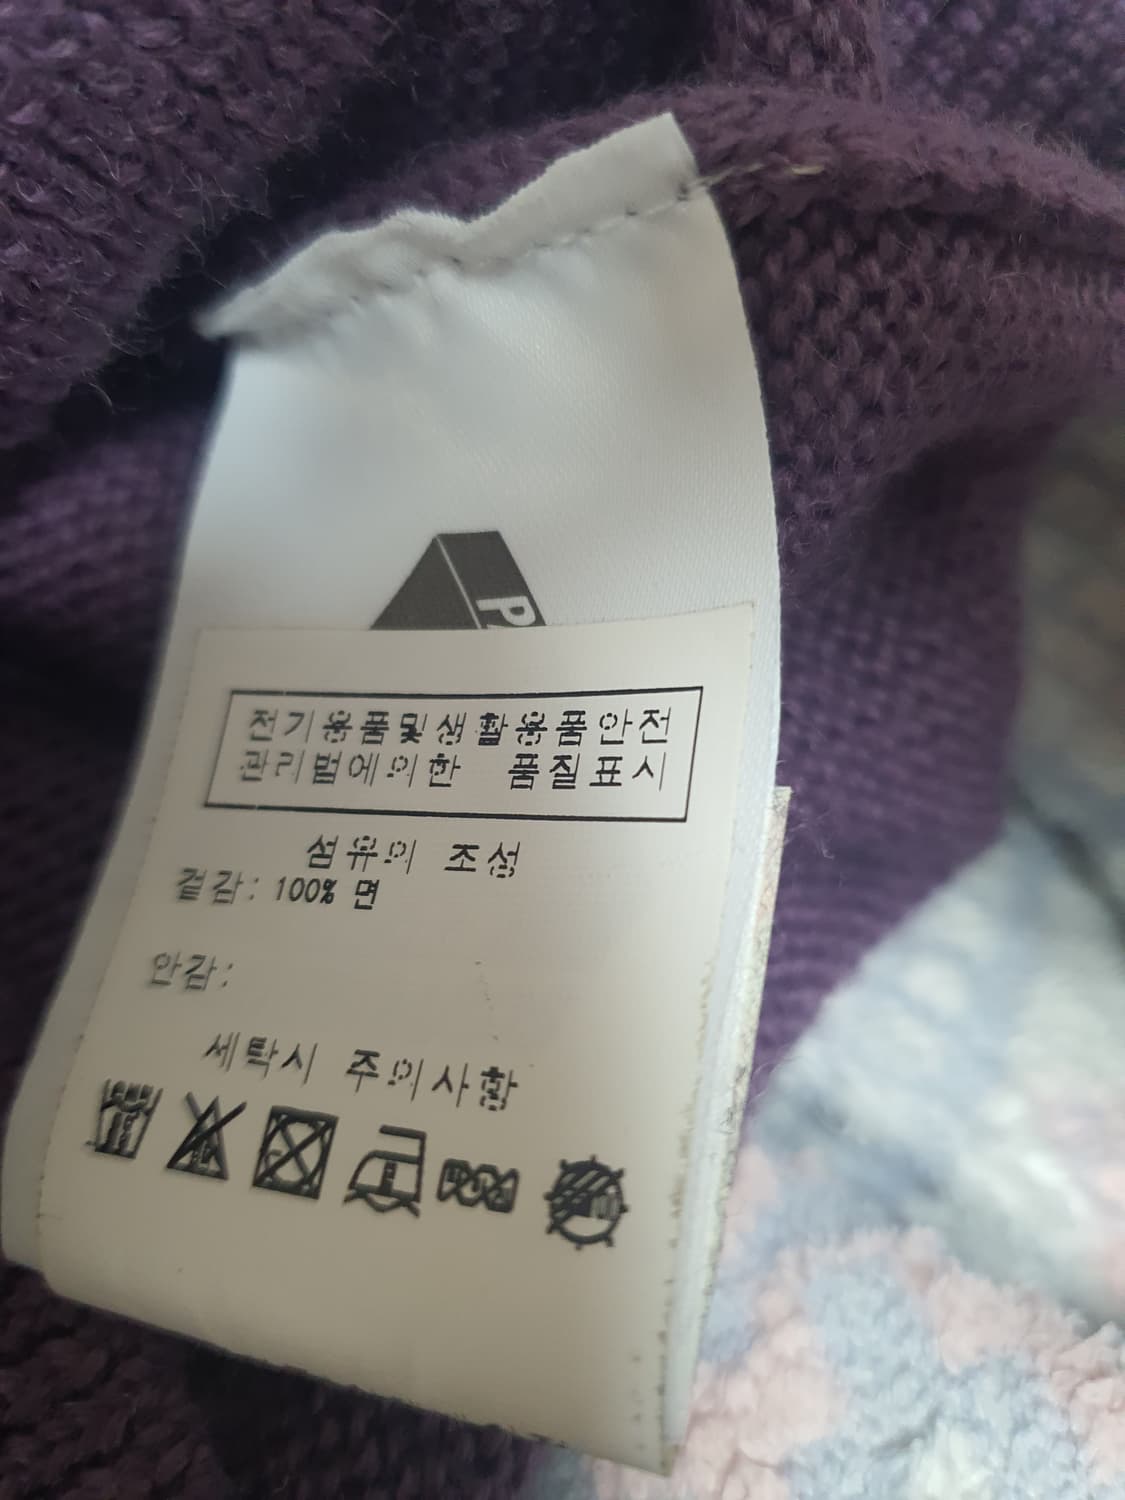 PA
전기용품및생활용품안전
관리법에의한 품질표시
섬유의 조성
겉감: 100% 면
안감:
세탁시 주의사항